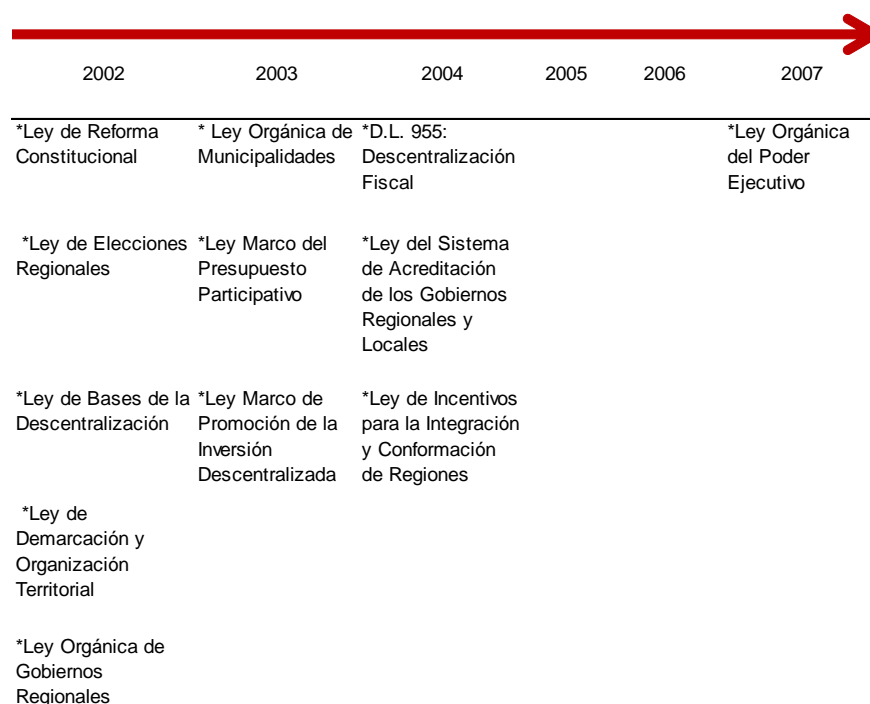 2002 2003 2004 2005 2006 2007
*Ley de Reforma
Constitucional
* Ley Orgánica de
Municipalidades
*D.L. 955:
Descentralización
Fiscal
*Ley Orgánica
del Poder
Ejecutivo
*Ley de Elecciones
Regionales
*Ley Marco del
Presupuesto
Participativo
*Ley del Sistema
de Acreditación
de los Gobiernos
Regionales y
Locales
*Ley de Bases de la
Descentralización
*Ley Marco de
Promoción de la
Inversión
Descentralizada
*Ley de Incentivos
para la Integración
y Conformación
de Regiones
*Ley de
Demarcación y
Organización
Territorial
*Ley Orgánica de
Gobiernos
Regionales